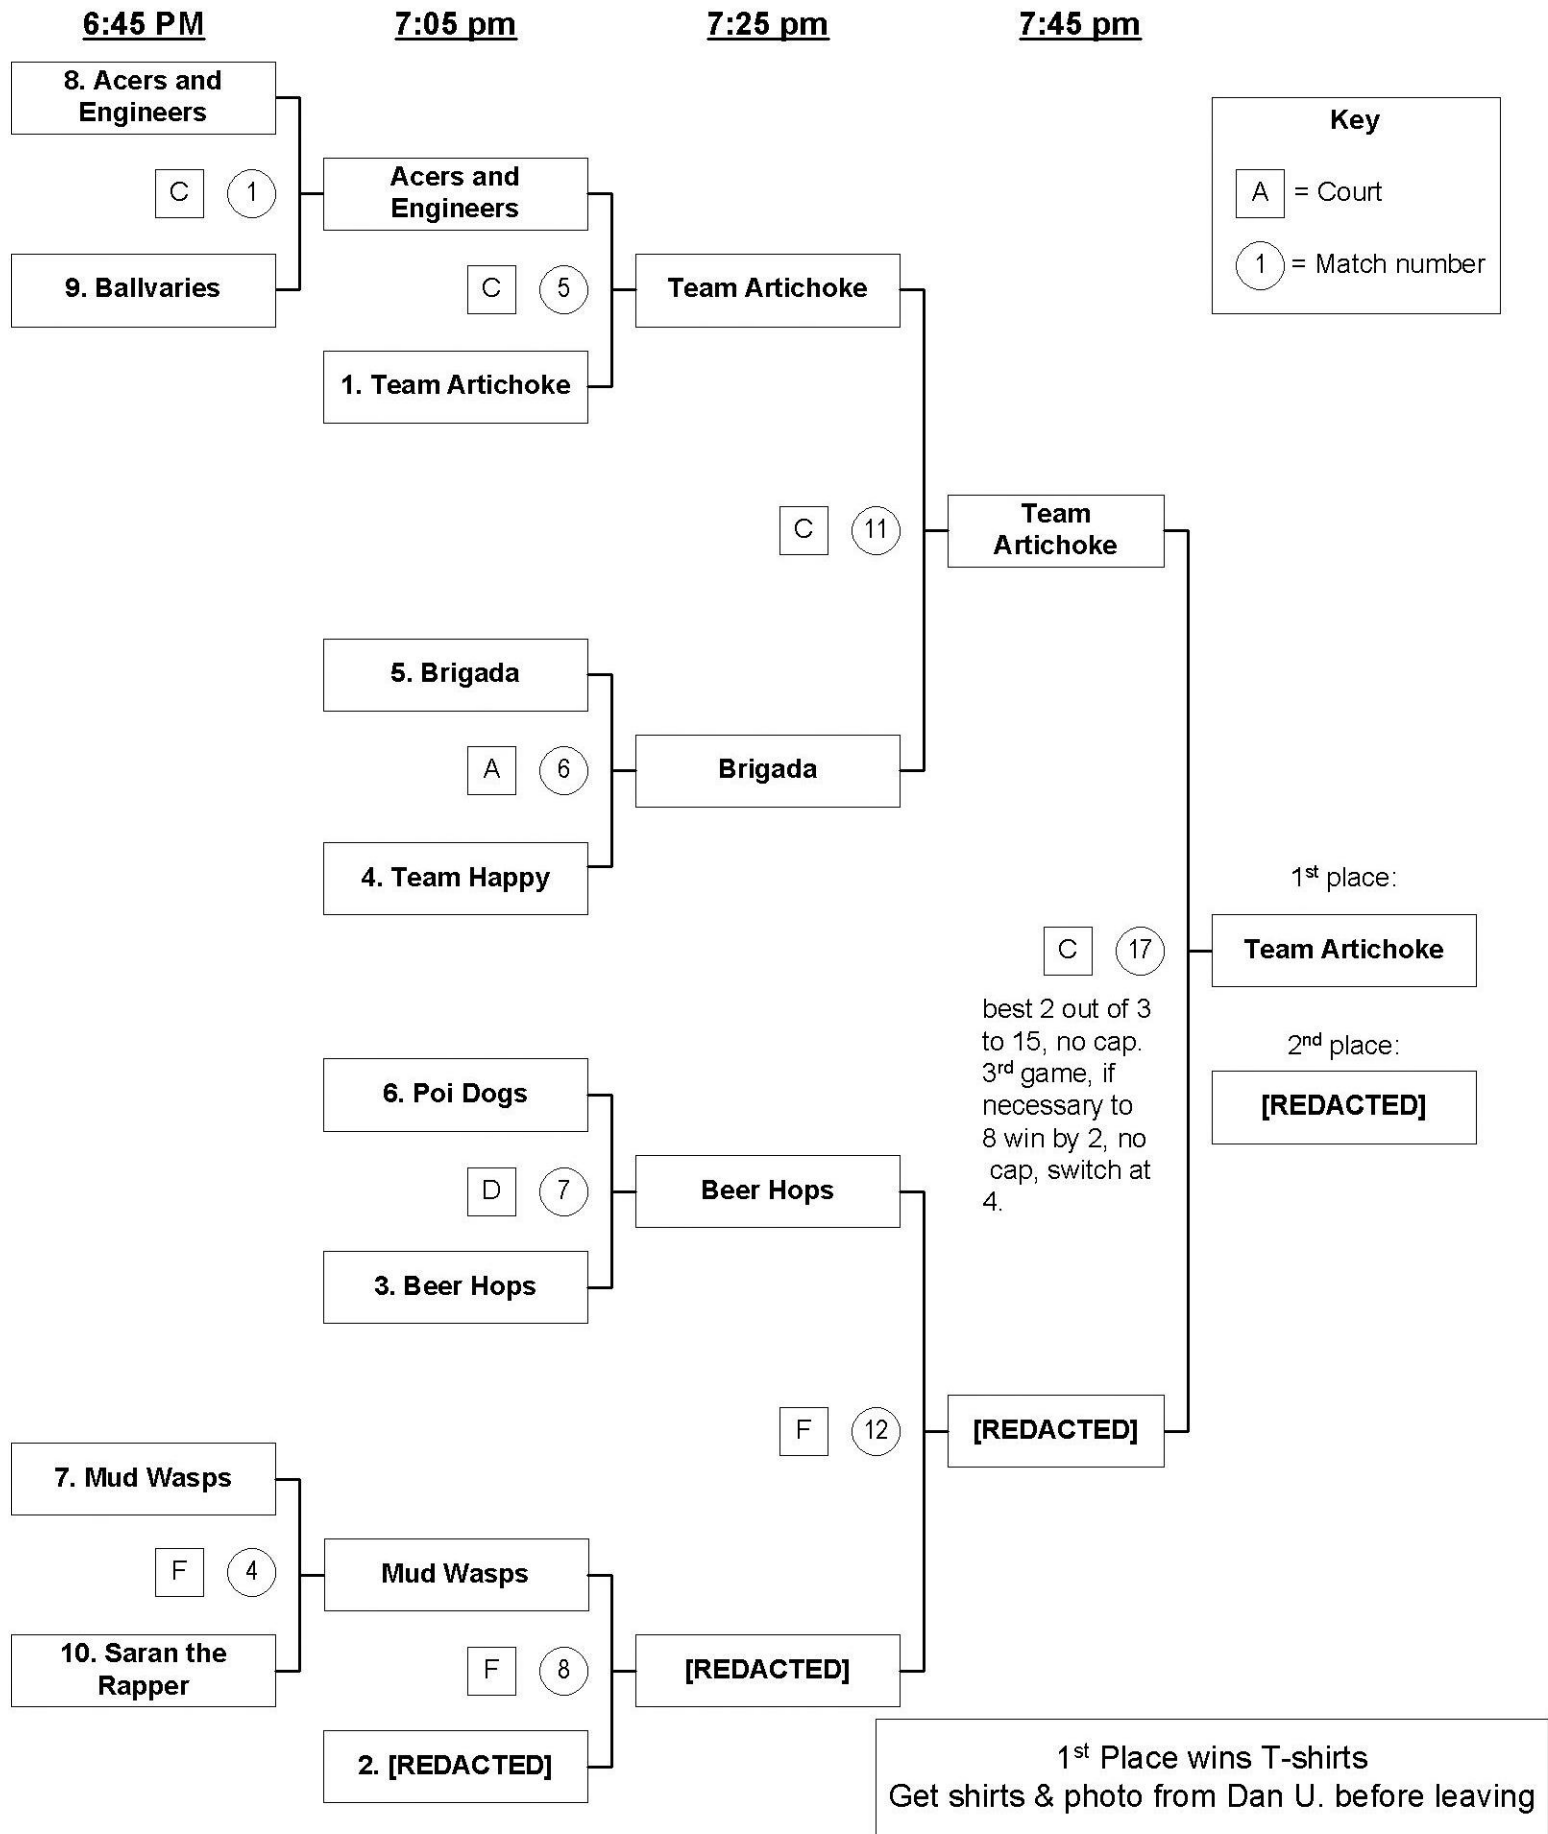 6:45 PM
7:05 pm
7:25 pm
7:45 pm
8. Acers and
Engineers
C
1
9. Ballvaries
Acers and
Engineers
C
5
1. Team Artichoke
Team Artichoke
Key
A = Court
1 = Match number
C
11
Team
Artichoke
5. Brigada
A
6
4. Team Happy
Brigada
C
17
best 2 out of 3
to 15, no cap.
3rd game, if
necessary to
8 win by 2, no
cap, switch at
4.
1st place:
Team Artichoke
2nd place:
[REDACTED]
6. Poi Dogs
D
7
3. Beer Hops
Beer Hops
F
12
[REDACTED]
7. Mud Wasps
F
4
10. Saran the
Rapper
Mud Wasps
F
8
2. [REDACTED]
[REDACTED]
1st Place wins T-shirts
Get shirts & photo from Dan U. before leaving